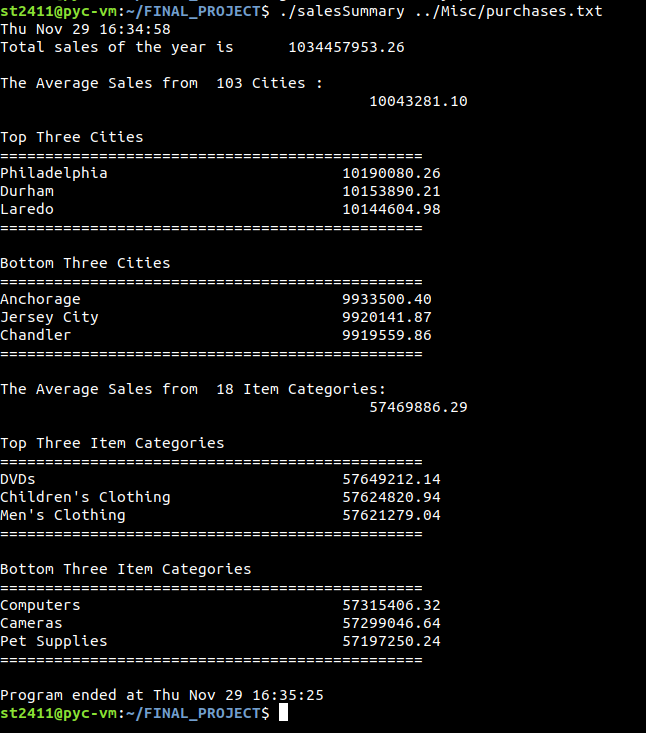 st2411@pyc-vm:~/FINAL_PROJECT$ ./salesSummary ../Misc/purchases.txt
Thu Nov 29 16:34:58
Total sales of the year is      1034457953.26
The Average Sales from  103 Cities :
10043281.10
Top Three Cities
===============================================
Philadelphia                          10190080.26
Durham                                10153890.21
Laredo                                10144604.98
===============================================
Bottom Three Cities
===============================================
Anchorage                             9933500.40
Jersey City                           9920141.87
Chandler                              9919559.86
===============================================
The Average Sales from  18 Item Categories:
57469886.29
Top Three Item Categories
===============================================
DVDs                                  57649212.14
Children's Clothing                   57624820.94
Men's Clothing                        57621279.04
===============================================
Bottom Three Item Categories
===============================================
Computers                             57315406.32
Cameras                               57299046.64
Pet Supplies                          57197250.24
===============================================
Program ended at Thu Nov 29 16:35:25
st2411@pyc-vm:~/FINAL_PROJECT$